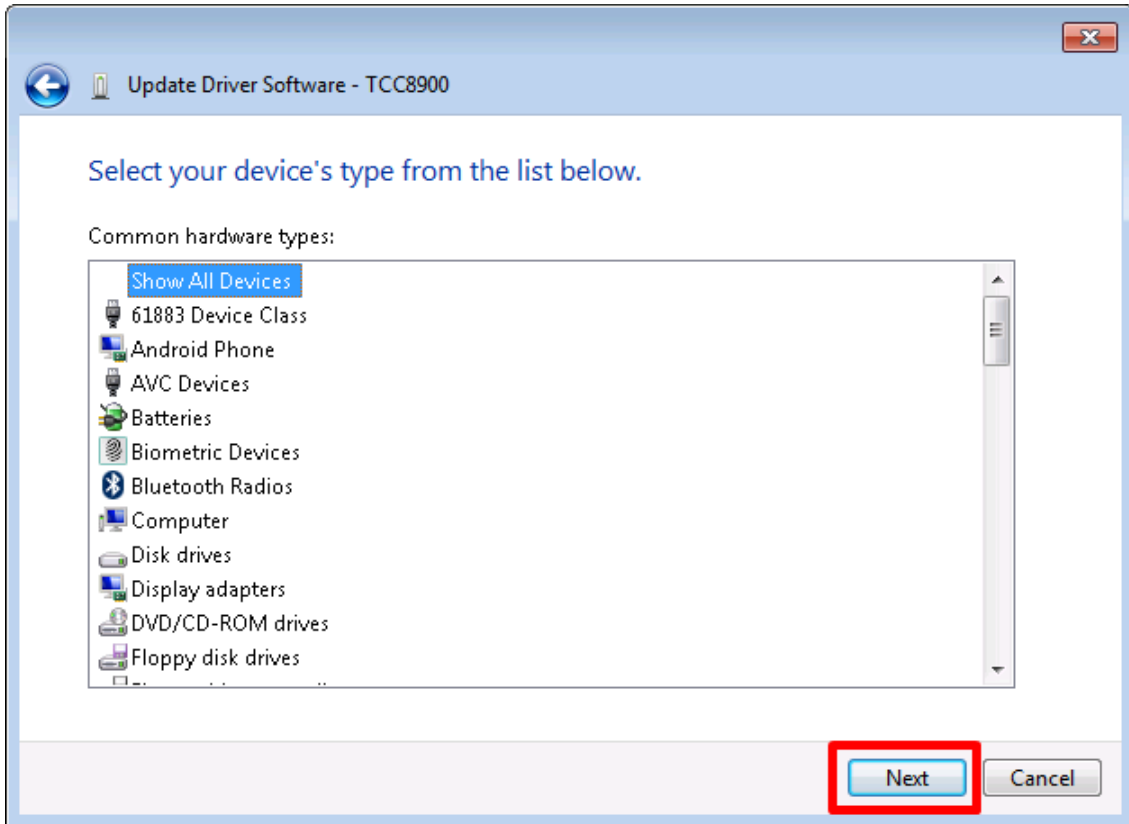 Update Driver Software - TCC8900
Select your device's type from the list below.
Common hardware types:
Show All Devices
61883 Device Class
Android Phone
AVC Devices
Batteries
Biometric Devices
Bluetooth Radios
Computer
Disk drives
Display adapters
DVD/CD-ROM drives
Floppy disk drives
Next
Cancel